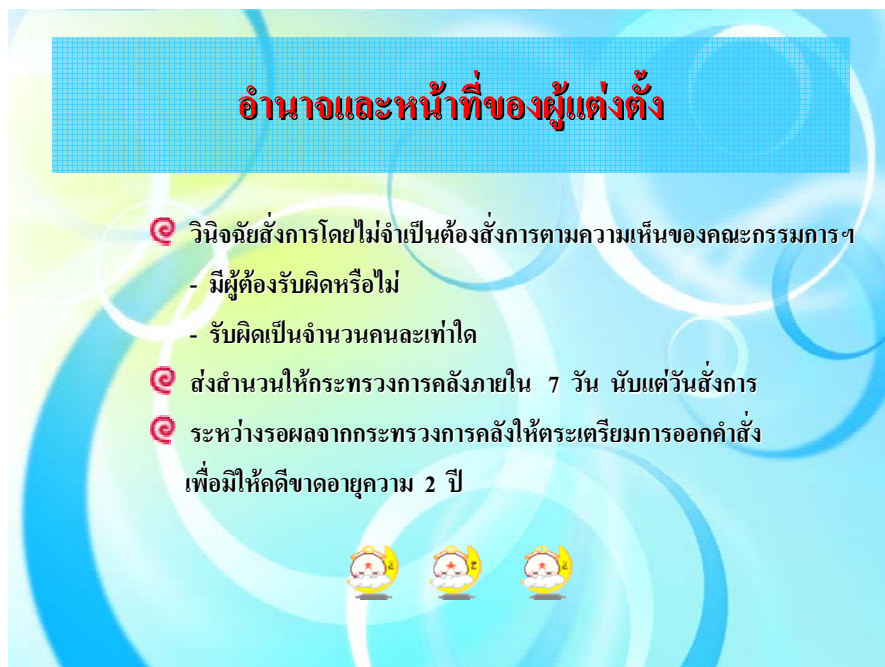 อำนาจและหน้าที่ของผู้แต่งตั้ง
วินิจฉัยสั่งการโดยไม่จำเป็นต้องสั่งการตามความเห็นของคณะกรรมการฯ
- มีผู้ต้องรับผิดหรือไม่
- รับผิดเป็นจำนวนคนละเท่าใด
ส่งสำนวนให้กระทรวงการคลังภายใน 7 วัน นับแต่วันสั่งการ
ระหว่างรอผลจากกระทรวงการคลังให้ตระเตรียมการออกคำสั่ง
เพื่อมิให้คดีขาดอายุความ 2 ปี